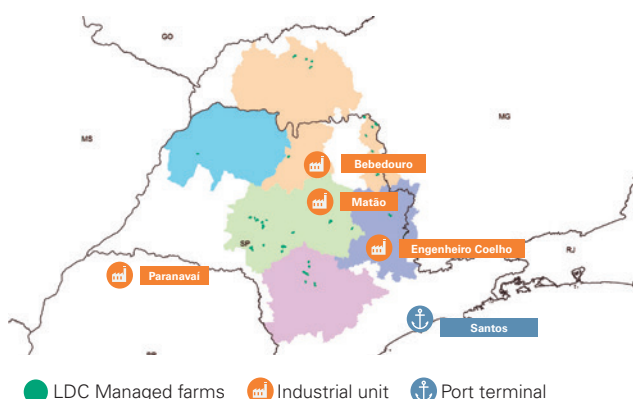 GO
MG
MS
Bebedouro
Matão
SP
Engenheiro Coelho
RJ
Paranavaí
Santos
LDC Managed farms Industrial unit Port terminal